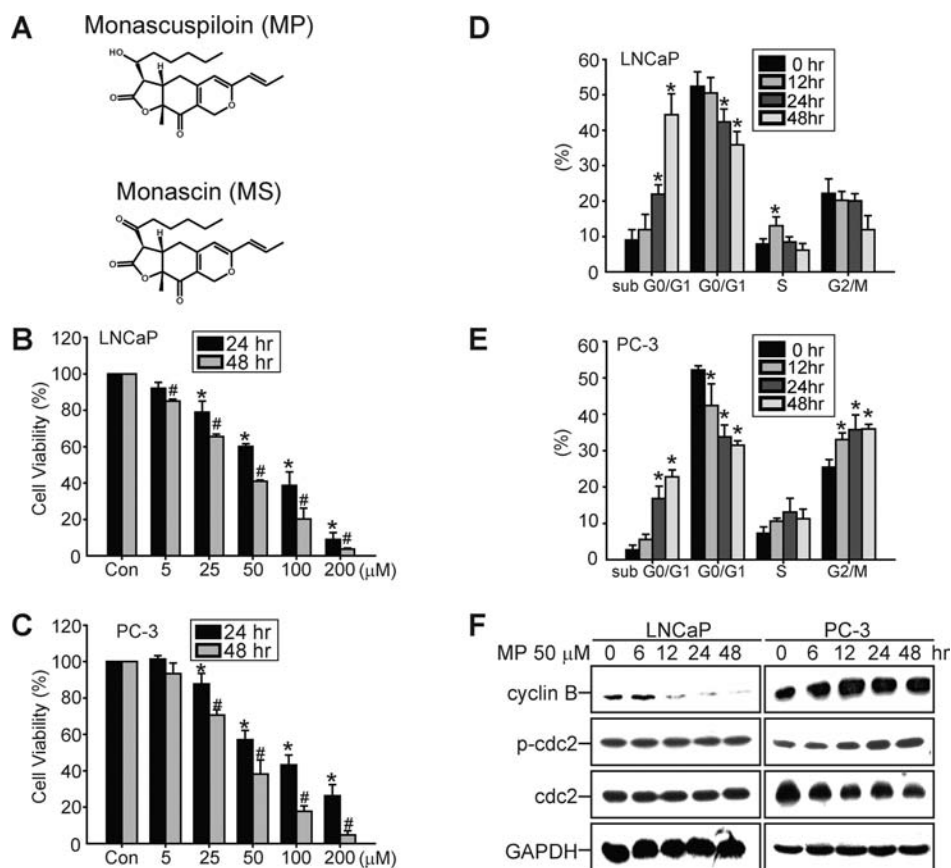 A
Monascuspiloin (MP)
HO
H
O
O
O
O
Monascin (MS)
O
H
O
O
O
O
B
LNCaP
24 hr
48 hr
Cell Viability (%)
120
100
80
60
40
20
0
# * # * # * # * #
Con 5 25 50 100 200 (μM)
C
PC-3
24 hr
48 hr
Cell Viability (%)
120
100
80
60
40
20
0
* # * # * # * #
Con 5 25 50 100 200 (μM)
D
LNCaP
0 hr
12hr
24hr
48hr
(%)
60
50
40
30
20
10
0
* * * * *
sub G0/G1 G0/G1 S G2/M
E
PC-3
0 hr
12hr
24hr
48hr
(%)
60
50
40
30
20
10
0
* * * * * * * *
sub G0/G1 G0/G1 S G2/M
F
LNCaP PC-3
MP 50 μM 0 6 12 24 48 0 6 12 24 48 hr
cyclin B
p-cdc2
cdc2
GAPDH